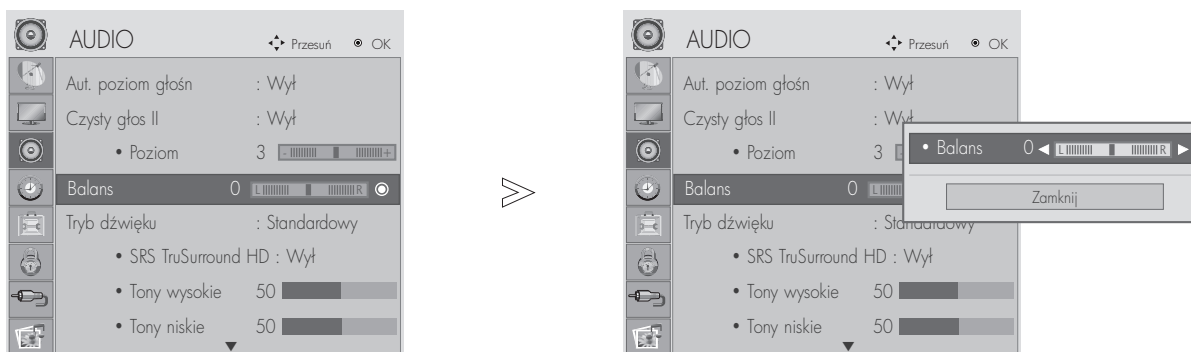 AUDIO Przesuń OK
Aut. poziom głośn : Wył
Czysty głos II : Wył
• Poziom 3 - +
Balans 0 L R
Tryb dźwięku : Standardowy
• SRS TruSurround HD : Wył
• Tony wysokie 50
• Tony niskie 50
AUDIO Przesuń OK
Aut. poziom głośn : Wył
Czysty głos II : Wył
• Poziom 3 -
Balans 0 L
Tryb dźwięku : Standardowy
• SRS TruSurround HD : Wył
• Tony wysokie 50
• Tony niskie 50
• Balans 0 L R
Zamknij